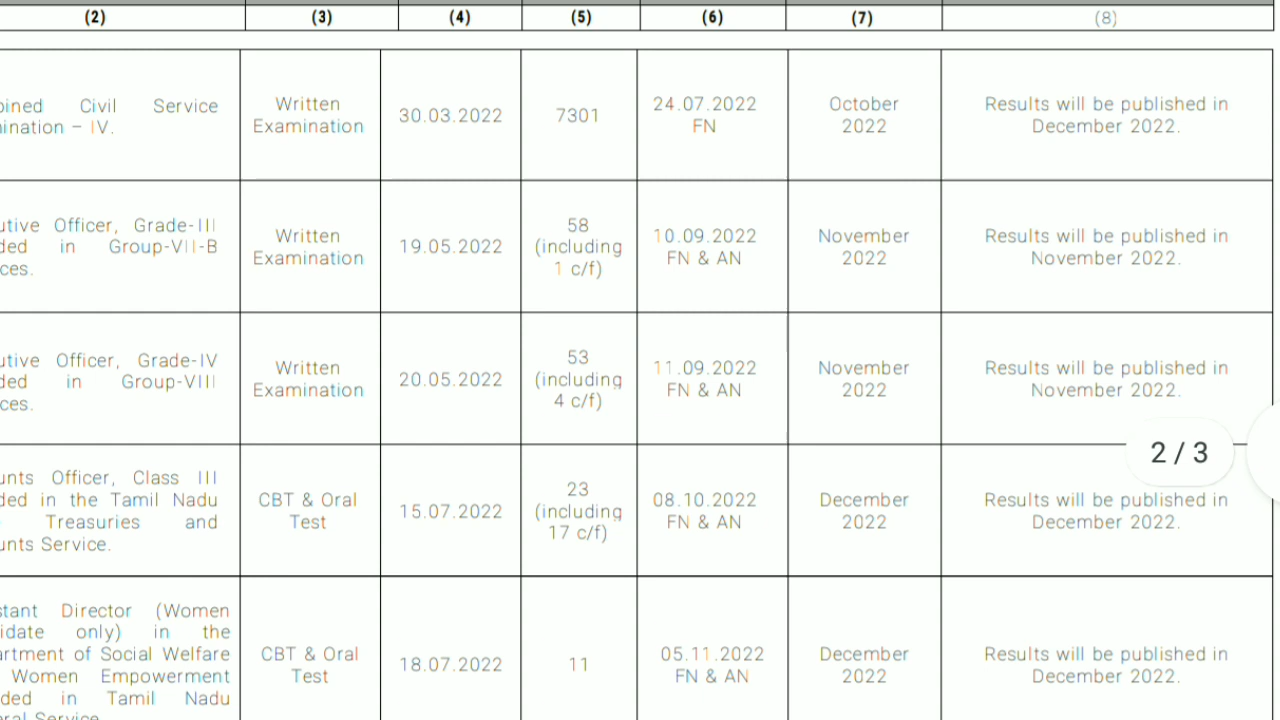 (2) (3) (4) (5) (6) (7) (8)
Civil Service
– IV.
Written
Examination
30.03.2022
7301
24.07.2022
FN
October
2022
Results will be published in
December 2022.
Officer, Grade-III
in Group-VII-B
Written
Examination
19.05.2022
58
(including
1 c/f)
10.09.2022
FN & AN
November
2022
Results will be published in
November 2022.
Officer, Grade-IV
in Group-VIII
Written
Examination
20.05.2022
53
(including
4 c/f)
11.09.2022
FN & AN
November
2022
Results will be published in
November 2022.
Officer, Class III
in the Tamil Nadu
Treasuries and
Service.
CBT & Oral
Test
15.07.2022
23
(including
17 c/f)
08.10.2022
FN & AN
December
2022
Results will be published in
December 2022.
2 / 3
Director (Women
only) in the
of Social Welfare
Women Empowerment
in Tamil Nadu
Service
CBT & Oral
Test
18.07.2022
11
05.11.2022
FN & AN
December
2022
Results will be published in
December 2022.